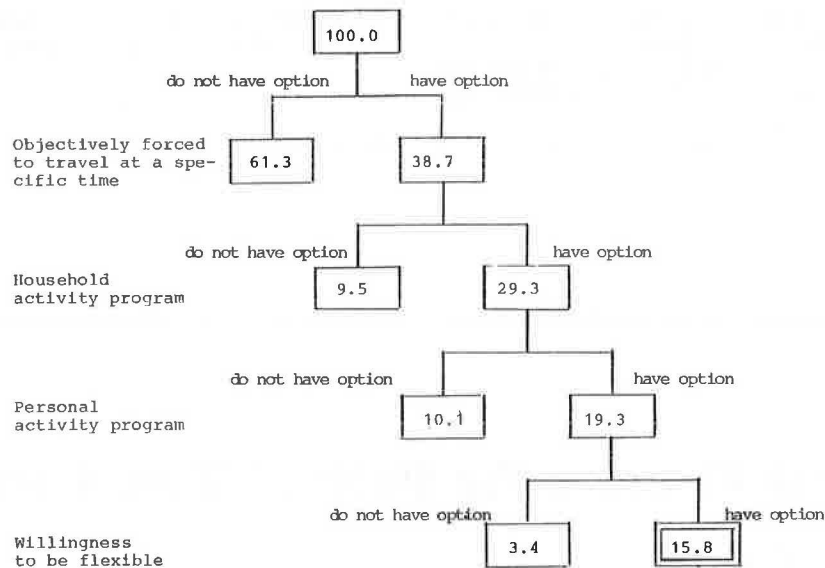 100.0
do not have option
have option
Objectively forced
to travel at a spe-
cific time
61.3
38.7
do not have option
have option
Household
activity program
9.5
29.3
do not have option
have option
Personal
activity program
10.1
19.3
do not have option
have option
Willingness
to be flexible
3.4
15.8